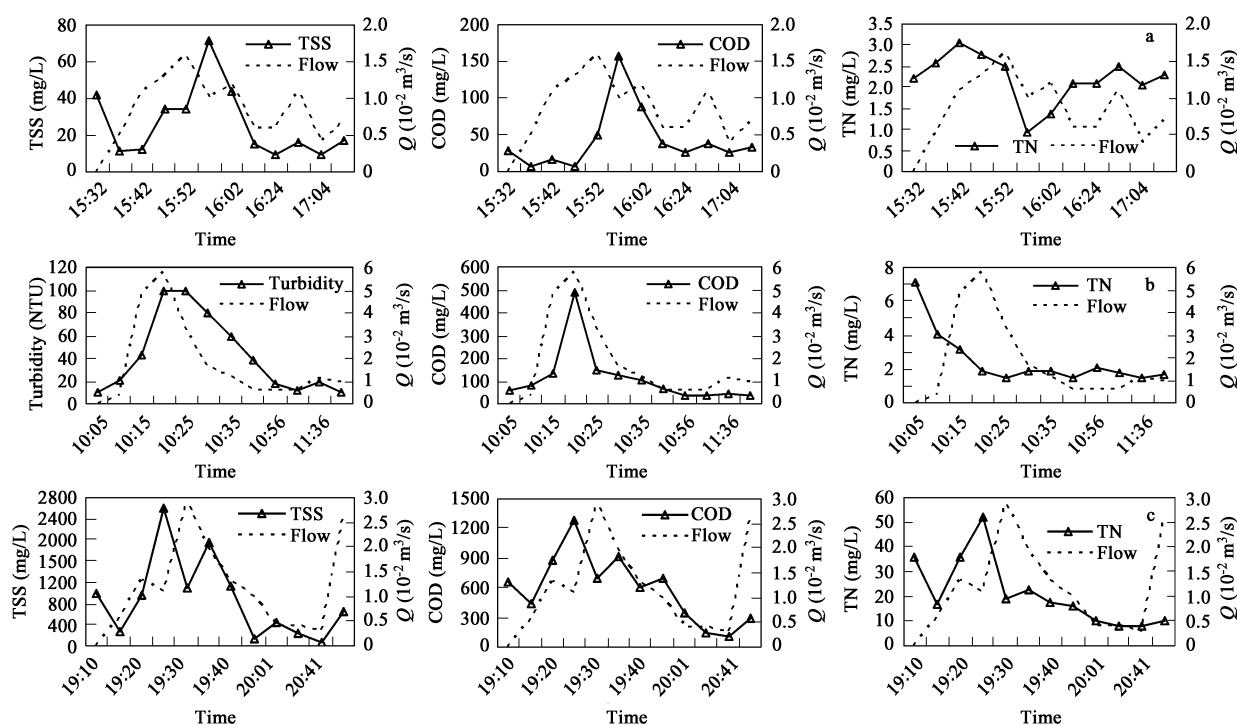 TSS (mg/L)
80
60
40
20
0
TSS
Flow
2.0
1.5
1.0
0.5
0
Q (10⁻² m³/s)
15:32 15:42 15:52 16:02 16:24 17:04
Time
COD (mg/L)
200
150
100
50
0
COD
Flow
2.0
1.5
1.0
0.5
0
Q (10⁻² m³/s)
15:32 15:42 15:52 16:02 16:24 17:04
Time
TN (mg/L)
3.5
3.0
2.5
2.0
1.5
1.0
0.5
0
a
TN Flow
2.0
1.5
1.0
0.5
0
Q (10⁻² m³/s)
15:32 15:42 15:52 16:02 16:24 17:04
Time
Turbidity (NTU)
120
100
80
60
40
20
0
Turbidity
Flow
6
5
4
3
2
1
0
Q (10⁻² m³/s)
10:05 10:15 10:25 10:35 10:56 11:36
Time
COD (mg/L)
600
500
400
300
200
100
0
COD
Flow
6
5
4
3
2
1
0
Q (10⁻² m³/s)
10:05 10:15 10:25 10:35 10:56 11:36
Time
TN (mg/L)
8
6
4
2
0
b
TN
Flow
6
5
4
3
2
1
0
Q (10⁻² m³/s)
10:05 10:15 10:25 10:35 10:56 11:36
Time
TSS (mg/L)
2800
2400
2000
1600
1200
800
400
0
TSS
Flow
3.0
2.5
2.0
1.5
1.0
0.5
0
Q (10⁻² m³/s)
19:10 19:20 19:30 19:40 20:01 20:41
Time
COD (mg/L)
1500
1200
900
600
300
0
COD
Flow
3.0
2.5
2.0
1.5
1.0
0.5
0
Q (10⁻² m³/s)
19:10 19:20 19:30 19:40 20:01 20:41
Time
TN (mg/L)
60
50
40
30
20
10
0
c
TN
Flow
3.0
2.5
2.0
1.5
1.0
0.5
0
Q (10⁻² m³/s)
19:10 19:20 19:30 19:40 20:01 20:41
Time